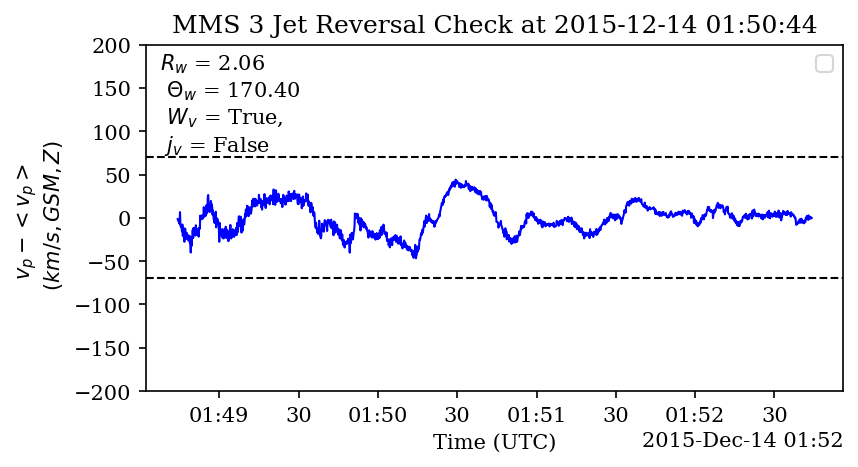 MMS 3 Jet Reversal Check at 2015-12-14 01:50:44
R_w = 2.06
Θ_w = 170.40
W_v = True,
j_v = False
v_p − < v_p >
(km/s, GSM, Z)
200
150
100
50
0
−50
−100
−150
−200
01:49 30 01:50 30 01:51 30 01:52 30
Time (UTC) 2015-Dec-14 01:52